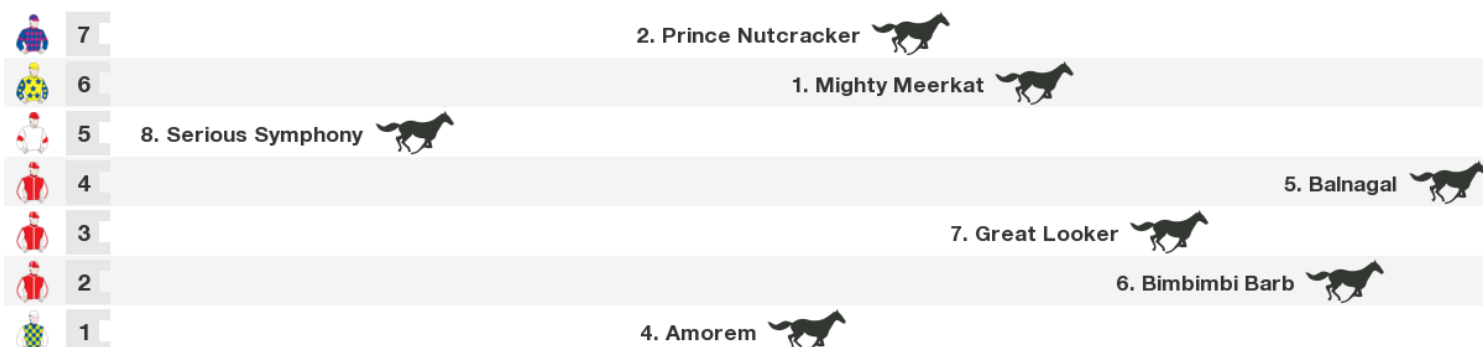 7 2. Prince Nutcracker
6 1. Mighty Meerkat
5 8. Serious Symphony
4 5. Balnagal
3 7. Great Looker
2 6. Bimbimbi Barb
1 4. Amorem